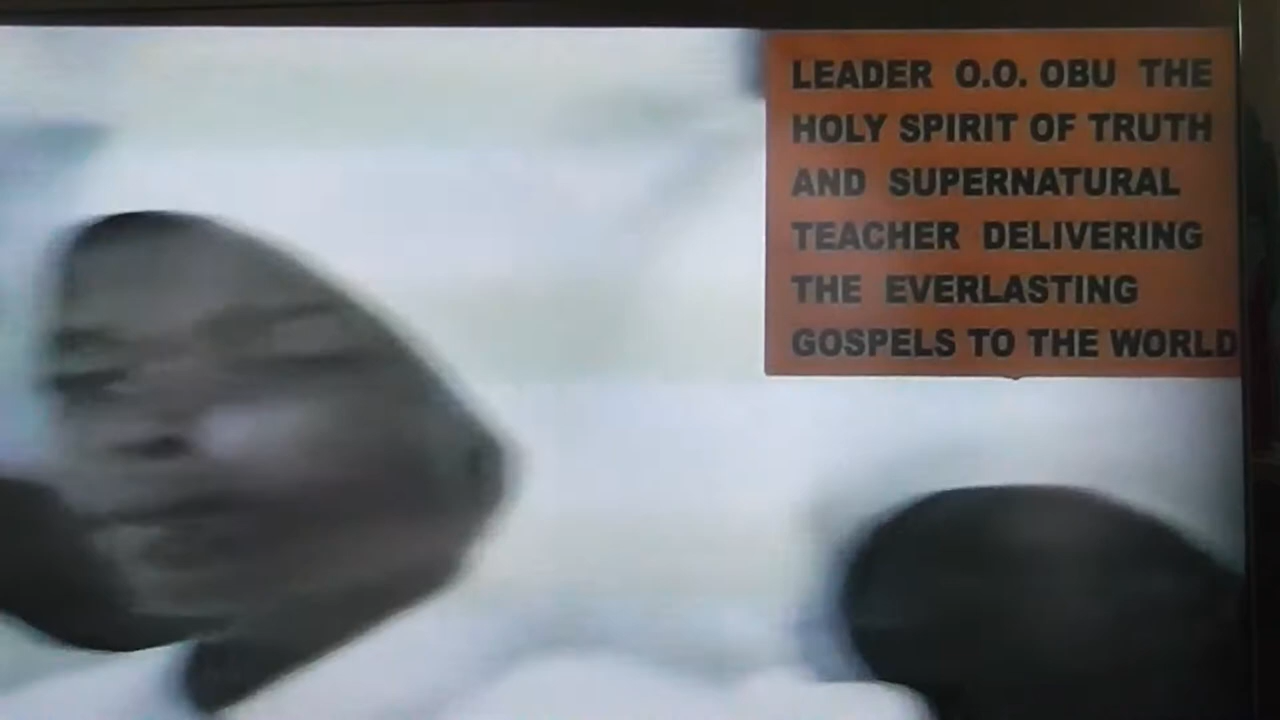 LEADER O.O. OBU THE
HOLY SPIRIT OF TRUTH
AND SUPERNATURAL
TEACHER DELIVERING
THE EVERLASTING
GOSPELS TO THE WORLD